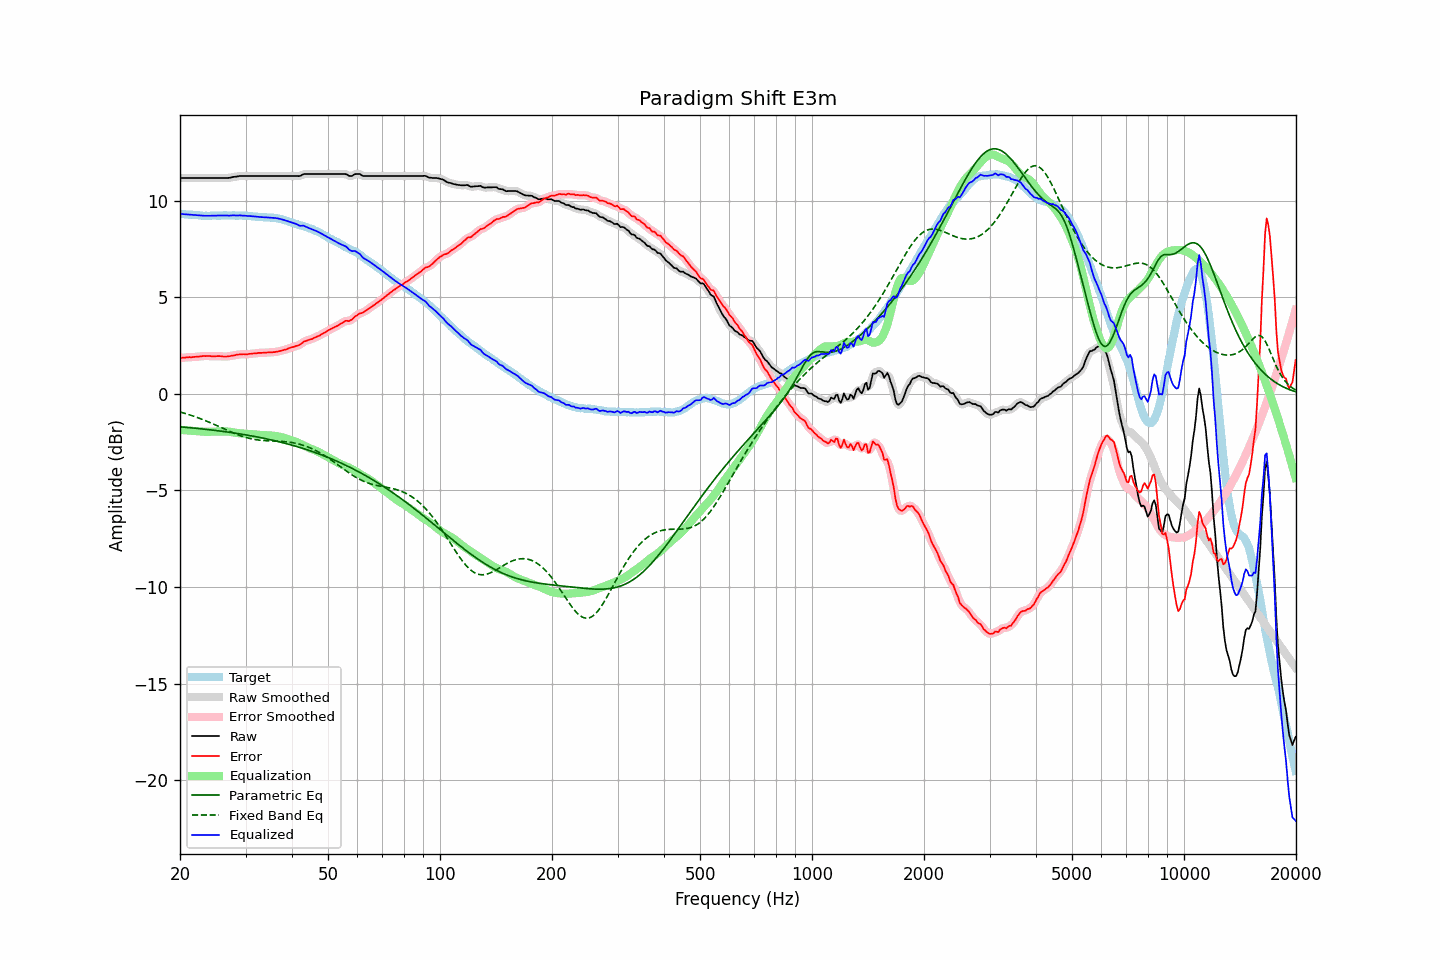 Paradigm Shift E3m
Amplitude (dBr)
10
5
0
−5
−10
−15
−20
Target
Raw Smoothed
Error Smoothed
Raw
Error
Equalization
Parametric Eq
Fixed Band Eq
Equalized
20 50 100 200 500 1000 2000 5000 10000 20000
Frequency (Hz)